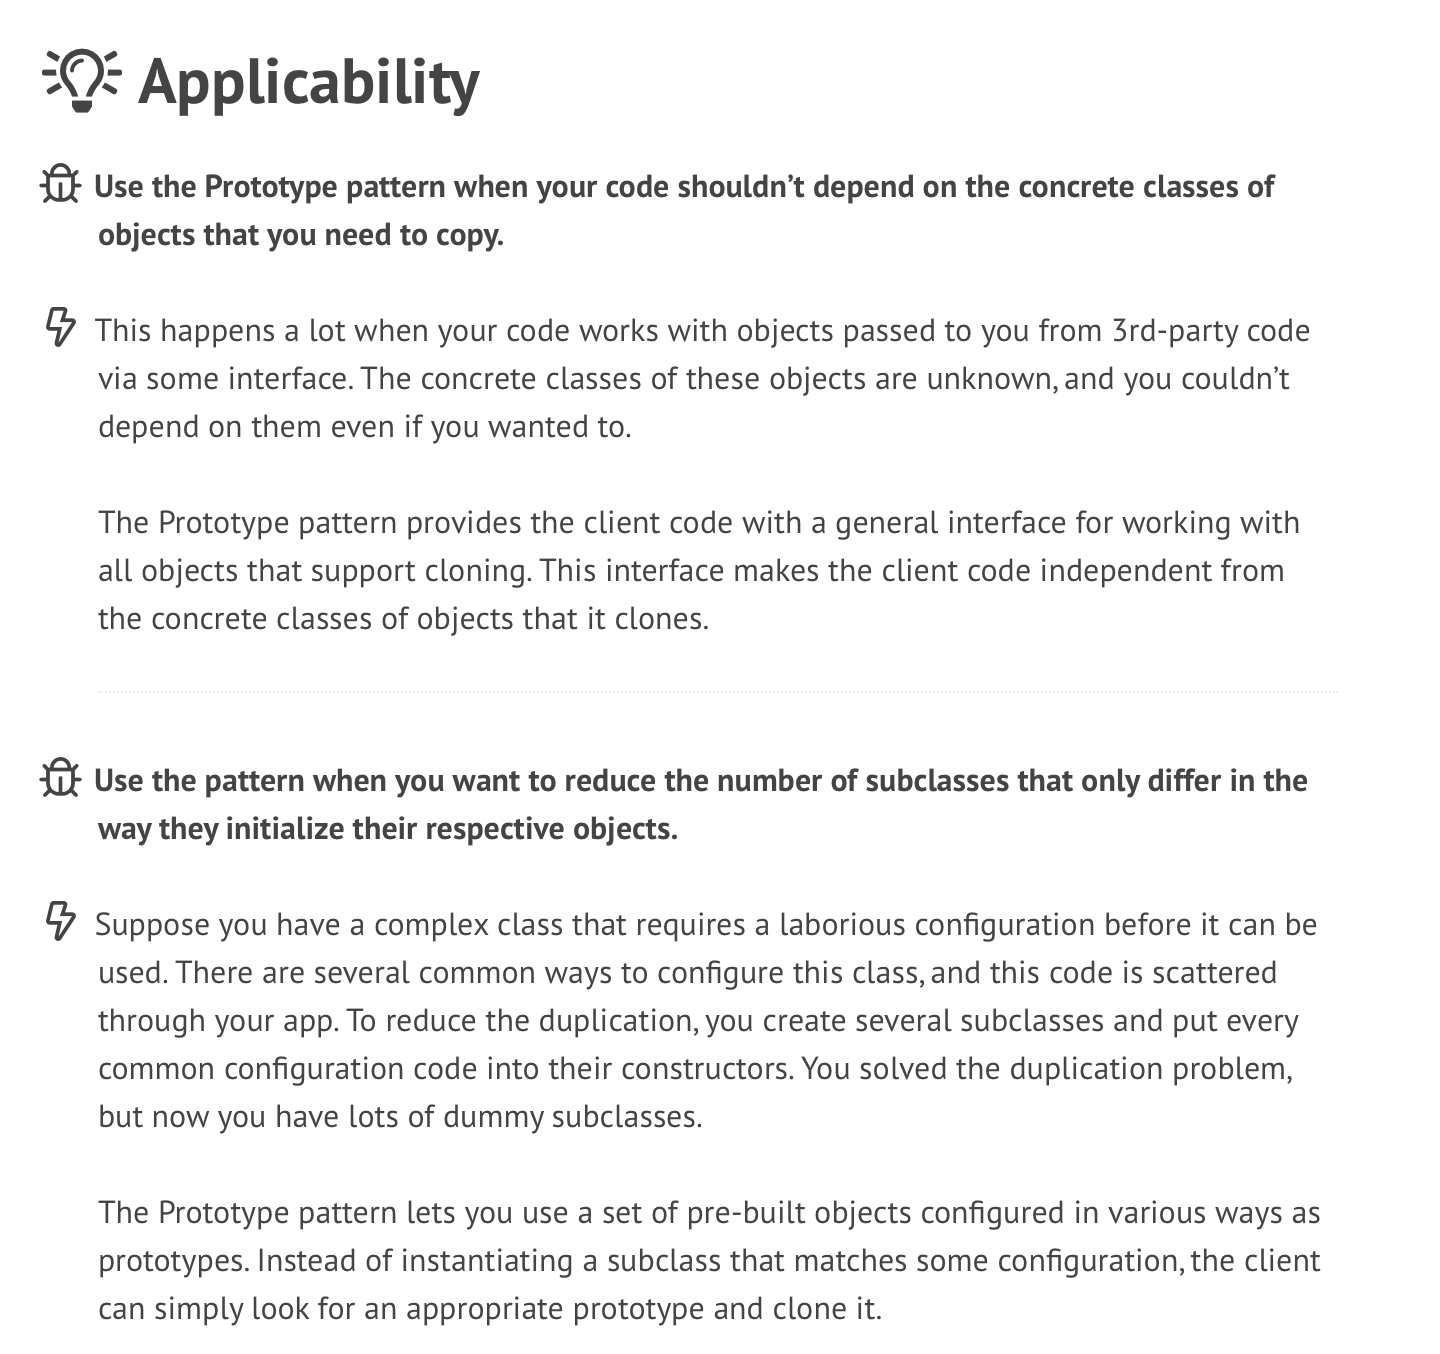 Applicability
Use the Prototype pattern when your code shouldn’t depend on the concrete classes of
objects that you need to copy.
This happens a lot when your code works with objects passed to you from 3rd-party code
via some interface. The concrete classes of these objects are unknown, and you couldn’t
depend on them even if you wanted to.
The Prototype pattern provides the client code with a general interface for working with
all objects that support cloning. This interface makes the client code independent from
the concrete classes of objects that it clones.
Use the pattern when you want to reduce the number of subclasses that only differ in the
way they initialize their respective objects.
Suppose you have a complex class that requires a laborious configuration before it can be
used. There are several common ways to configure this class, and this code is scattered
through your app. To reduce the duplication, you create several subclasses and put every
common configuration code into their constructors. You solved the duplication problem,
but now you have lots of dummy subclasses.
The Prototype pattern lets you use a set of pre-built objects configured in various ways as
prototypes. Instead of instantiating a subclass that matches some configuration, the client
can simply look for an appropriate prototype and clone it.